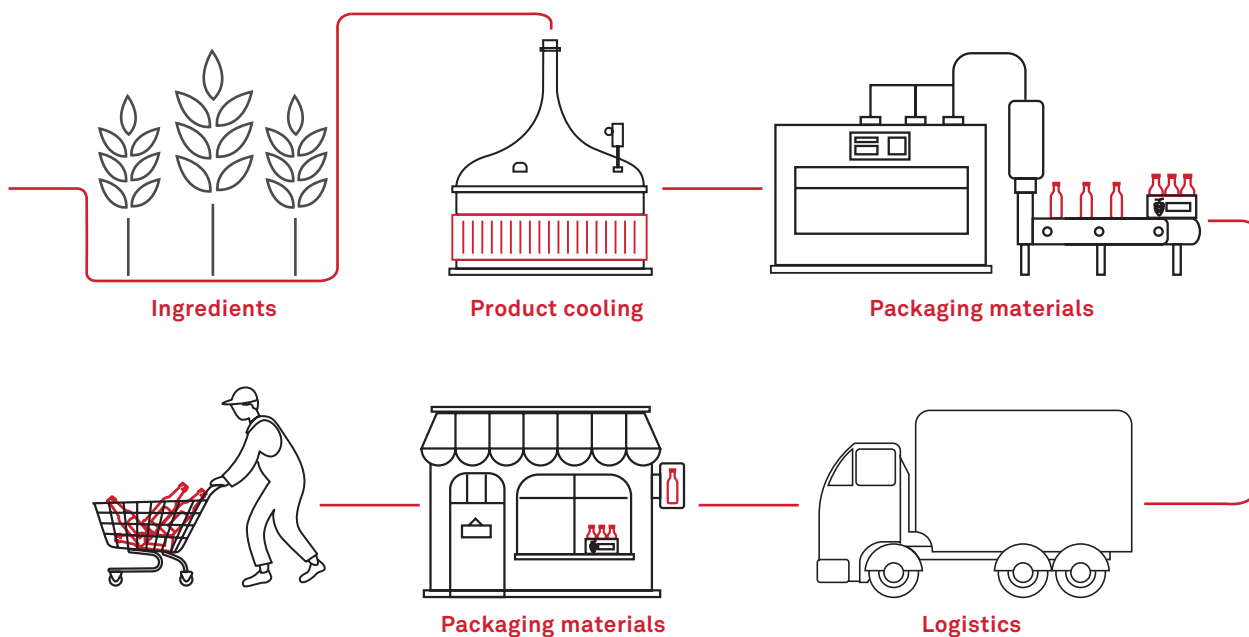 Ingredients
Product cooling
Packaging materials
Packaging materials
Logistics